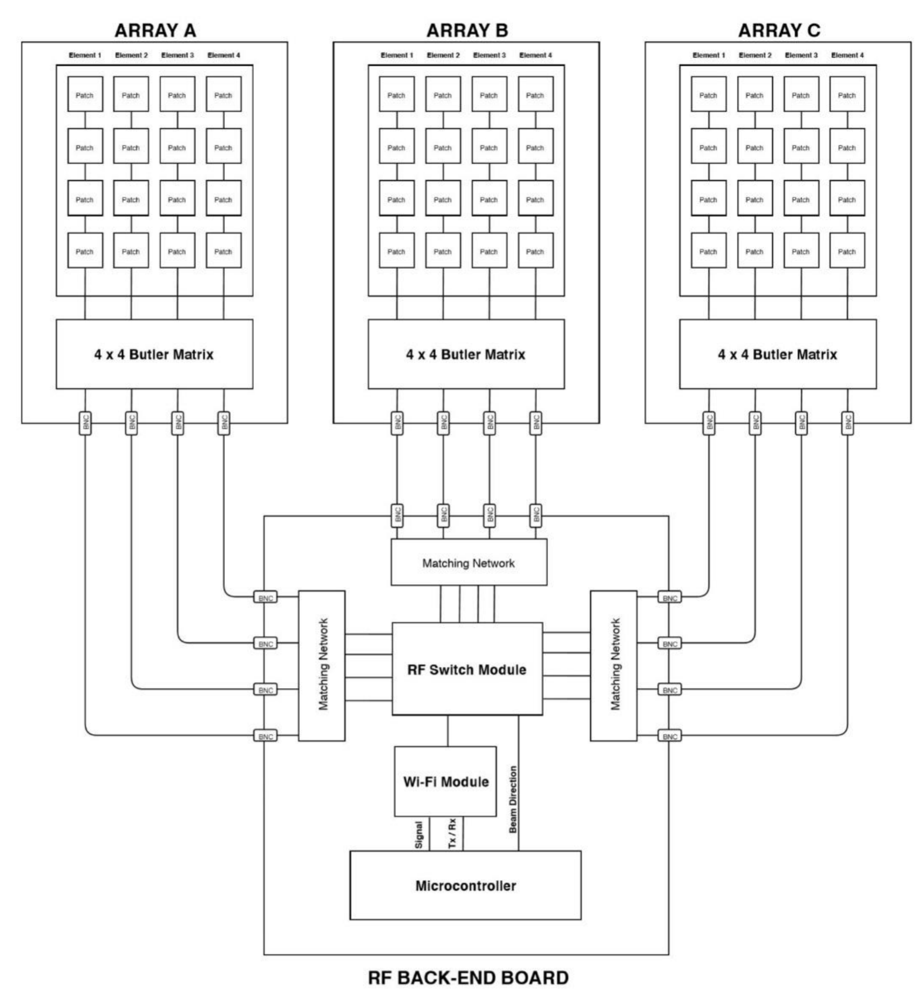 ARRAY A ARRAY B ARRAY C
Element 1 Element 2 Element 3 Element 4 Element 1 Element 2 Element 3 Element 4 Element 1 Element 2 Element 3 Element 4
Patch Patch Patch Patch Patch Patch Patch Patch Patch Patch Patch Patch
Patch Patch Patch Patch Patch Patch Patch Patch Patch Patch Patch Patch
Patch Patch Patch Patch Patch Patch Patch Patch Patch Patch Patch Patch
Patch Patch Patch Patch Patch Patch Patch Patch Patch Patch Patch Patch
4 x 4 Butler Matrix 4 x 4 Butler Matrix 4 x 4 Butler Matrix
BNC BNC BNC BNC BNC BNC BNC BNC BNC BNC BNC BNC
BNC BNC BNC BNC
Matching Network
BNC BNC
BNC BNC
Matching Network RF Switch Module Matching Network
BNC BNC
BNC BNC
Wi-Fi Module
Beam Direction
Signal Tx / Rx
Microcontroller
RF BACK-END BOARD